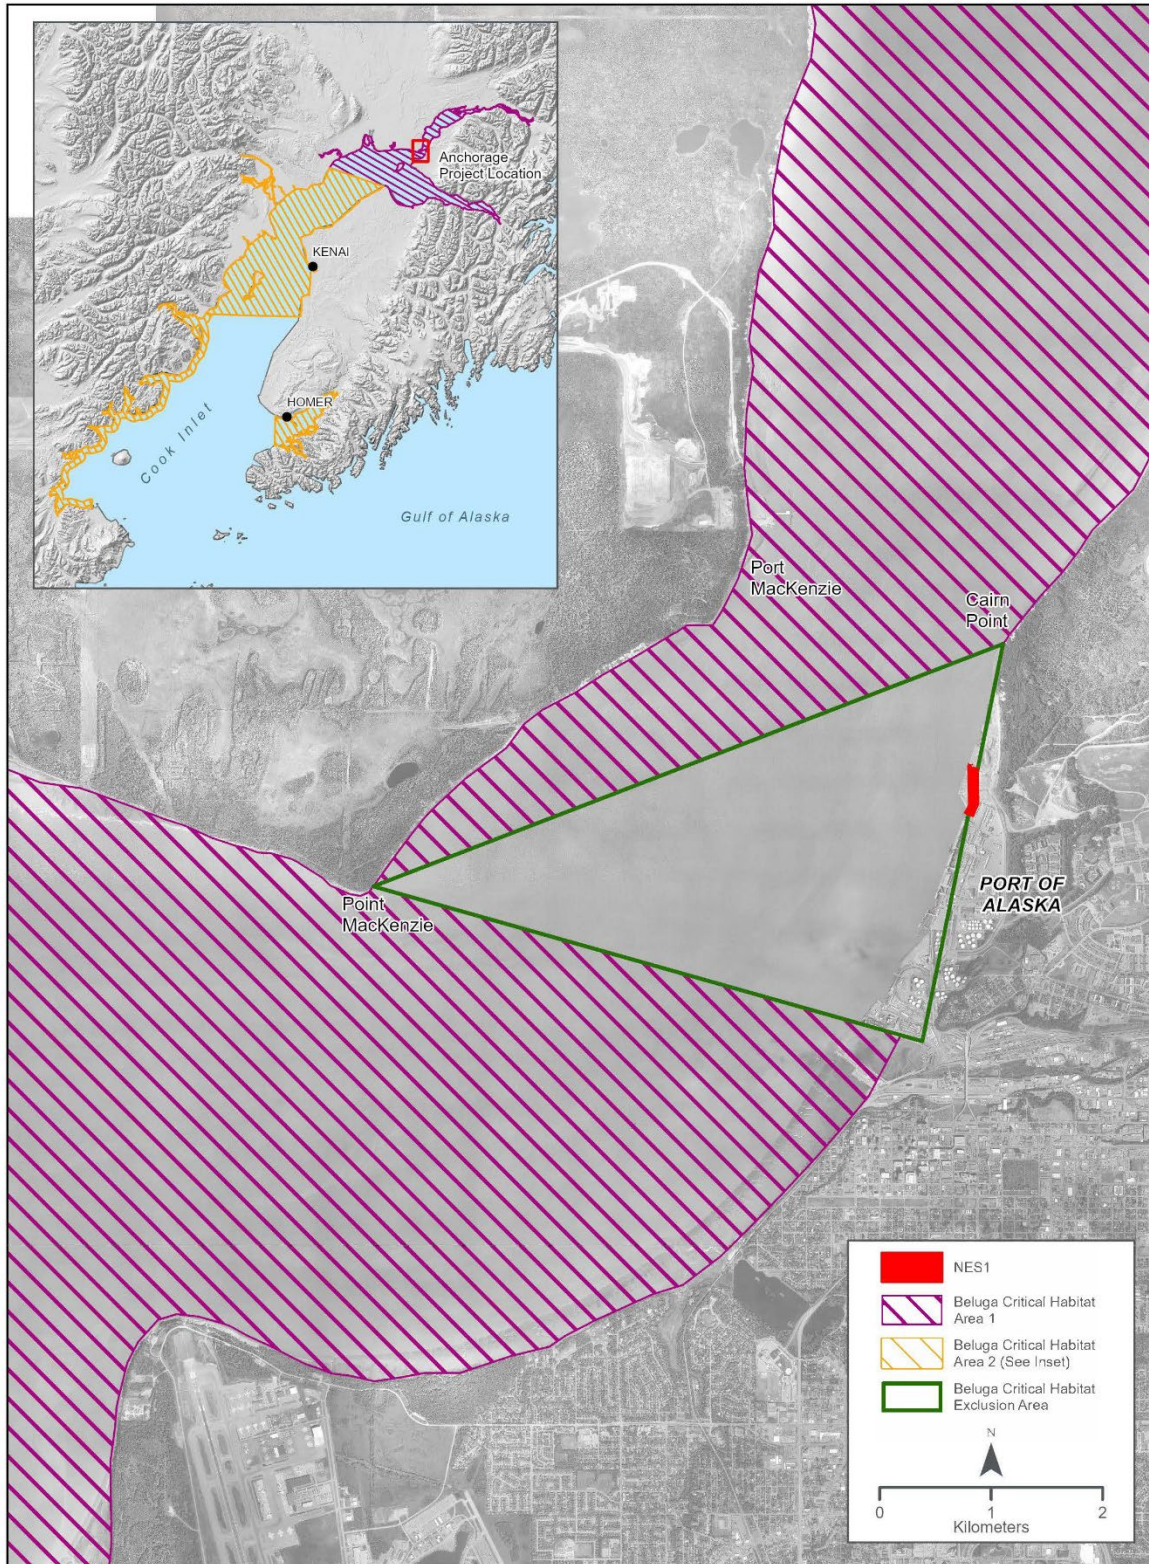 Anchorage
Project Location
KENAI
HOMER
Cook Inlet
Gulf of Alaska
Port
MacKenzie
Cairn
Point
Point
MacKenzie
PORT OF
ALASKA
NES1
Beluga Critical Habitat
Area 1
Beluga Critical Habitat
Area 2 (See Inset)
Beluga Critical Habitat
Exclusion Area
N
0 1 2
Kilometers